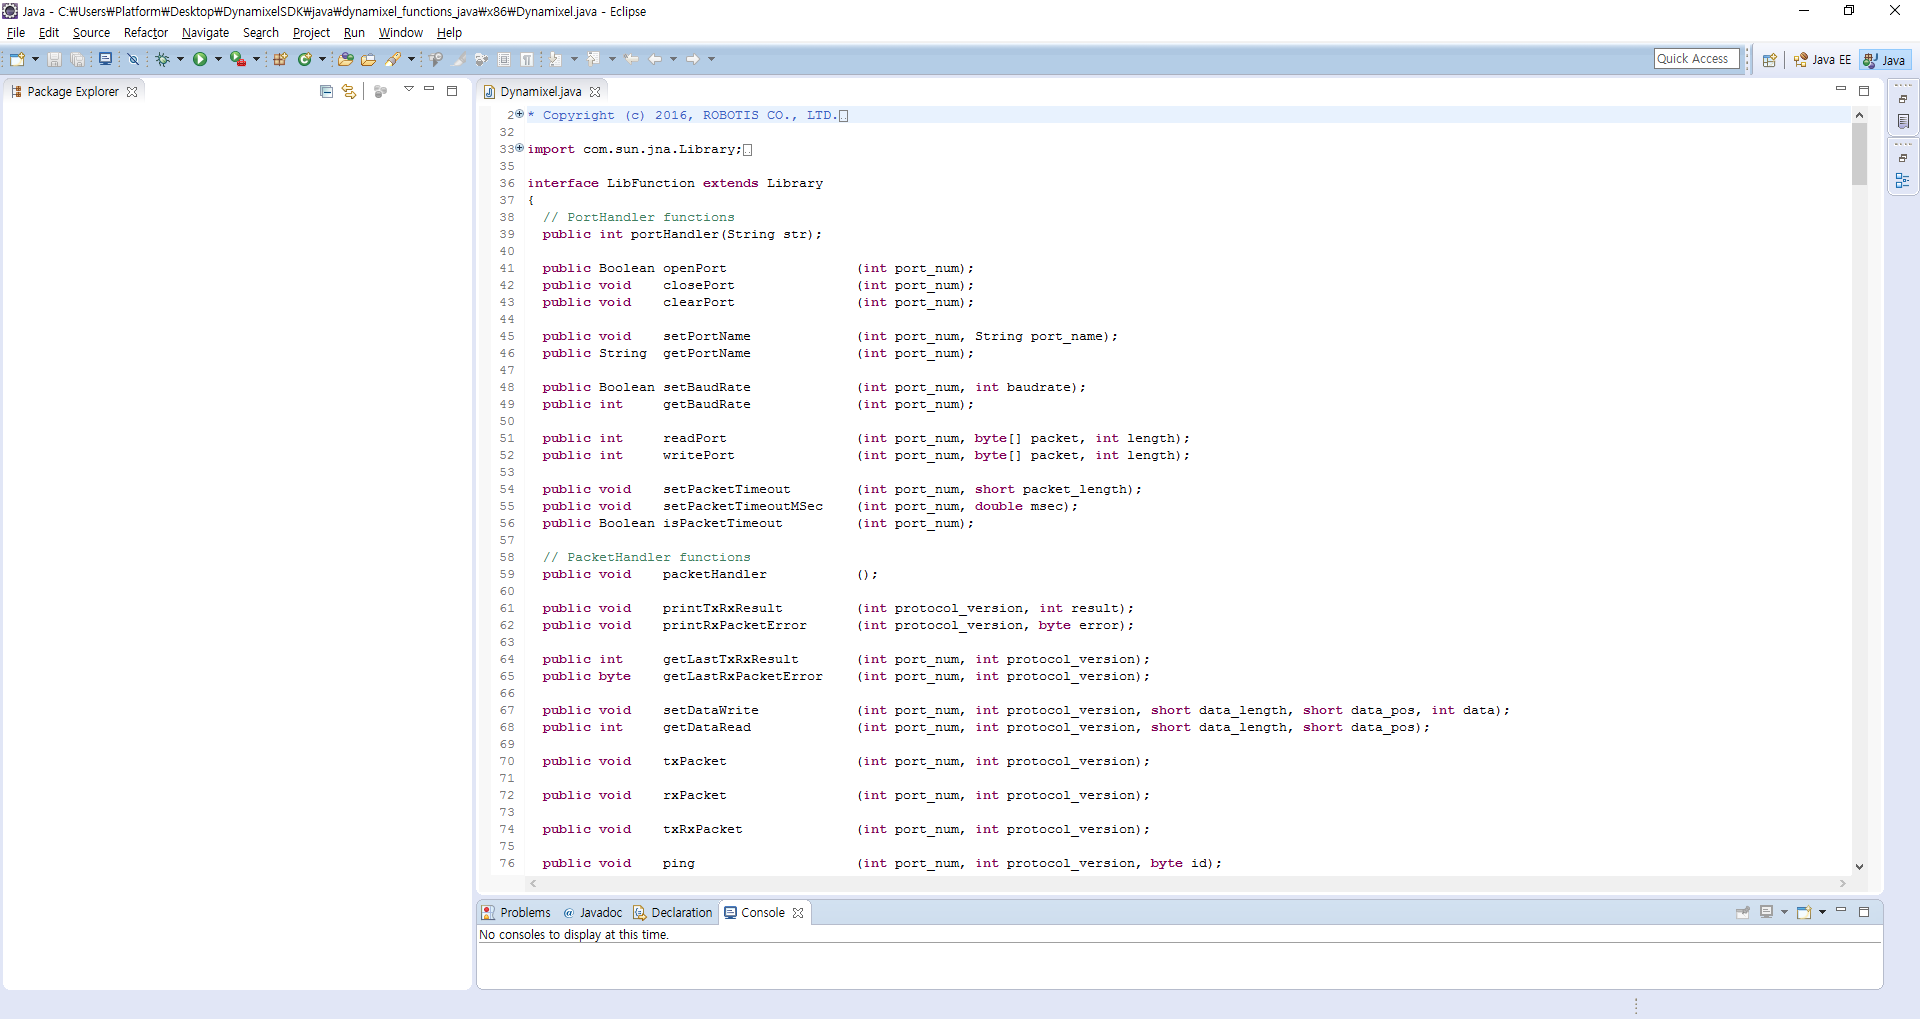 Java - C:₩Users₩Platform₩Desktop₩DynamixelSDK₩java₩dynamixel_functions_java₩x86₩Dynamixel.java - Eclipse
File Edit Source Refactor Navigate Search Project Run Window Help
Quick Access Java EE Java
Package Explorer
Dynamixel.java
2 * Copyright (c) 2016, ROBOTIS CO., LTD.
32
33 import com.sun.jna.Library;
35
36 interface LibFunction extends Library
37 {
38   // PortHandler functions
39   public int portHandler(String str);
40
41   public Boolean openPort                (int port_num);
42   public void    closePort               (int port_num);
43   public void    clearPort               (int port_num);
44
45   public void    setPortName             (int port_num, String port_name);
46   public String  getPortName             (int port_num);
47
48   public Boolean setBaudRate             (int port_num, int baudrate);
49   public int     getBaudRate             (int port_num);
50
51   public int     readPort                (int port_num, byte[] packet, int length);
52   public int     writePort               (int port_num, byte[] packet, int length);
53
54   public void    setPacketTimeout        (int port_num, short packet_length);
55   public void    setPacketTimeoutMSec    (int port_num, double msec);
56   public Boolean isPacketTimeout         (int port_num);
57
58   // PacketHandler functions
59   public void    packetHandler           ();
60
61   public void    printTxRxResult         (int protocol_version, int result);
62   public void    printRxPacketError      (int protocol_version, byte error);
63
64   public int     getLastTxRxResult       (int port_num, int protocol_version);
65   public byte    getLastRxPacketError    (int port_num, int protocol_version);
66
67   public void    setDataWrite            (int port_num, int protocol_version, short data_length, short data_pos, int data);
68   public int     getDataRead             (int port_num, int protocol_version, short data_length, short data_pos);
69
70   public void    txPacket                (int port_num, int protocol_version);
71
72   public void    rxPacket                (int port_num, int protocol_version);
73
74   public void    txRxPacket              (int port_num, int protocol_version);
75
76   public void    ping                    (int port_num, int protocol_version, byte id);
Problems @ Javadoc Declaration Console
No consoles to display at this time.